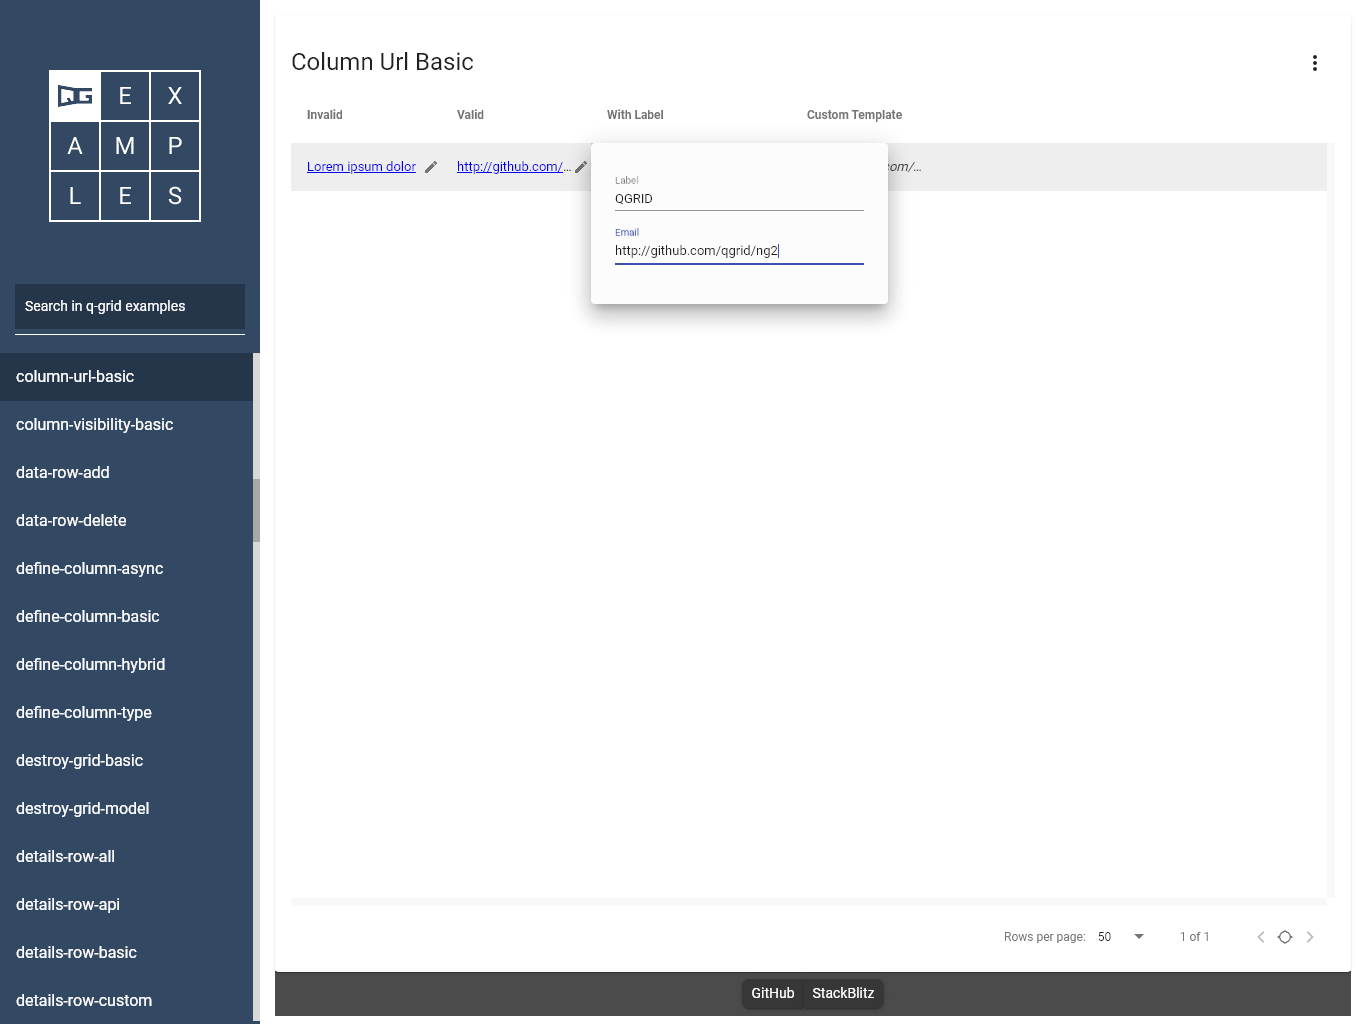 QG E X
A M P
L E S
Search in q-grid examples
column-url-basic
column-visibility-basic
data-row-add
data-row-delete
define-column-async
define-column-basic
define-column-hybrid
define-column-type
destroy-grid-basic
destroy-grid-model
details-row-all
details-row-api
details-row-basic
details-row-custom
Column Url Basic
Invalid Valid With Label Custom Template
Lorem ipsum dolor http://github.com/... com/...
Label
QGRID
Email
http://github.com/qgrid/ng2
Rows per page: 50 1 of 1
GitHub StackBlitz